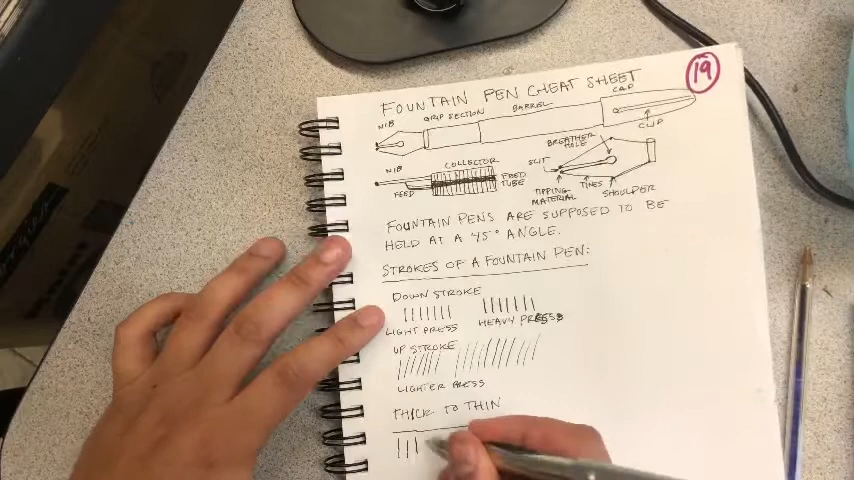 FOUNTAIN PEN CHEAT SHEET
19
NIB
GRIP SECTION
BARREL
CAP
CLIP
NIB
FEED
COLLECTOR
FEED TUBE
BREATHER HOLE
SLIT
TIPPING MATERIAL
TINES
SHOULDER
FOUNTAIN PENS ARE SUPPOSED TO BE
HELD AT A 45° ANGLE.
STROKES OF A FOUNTAIN PEN:
DOWN STROKE
LIGHT PRESS
HEAVY PRESS
UP STROKE
LIGHTER PRESS
THICK TO THIN